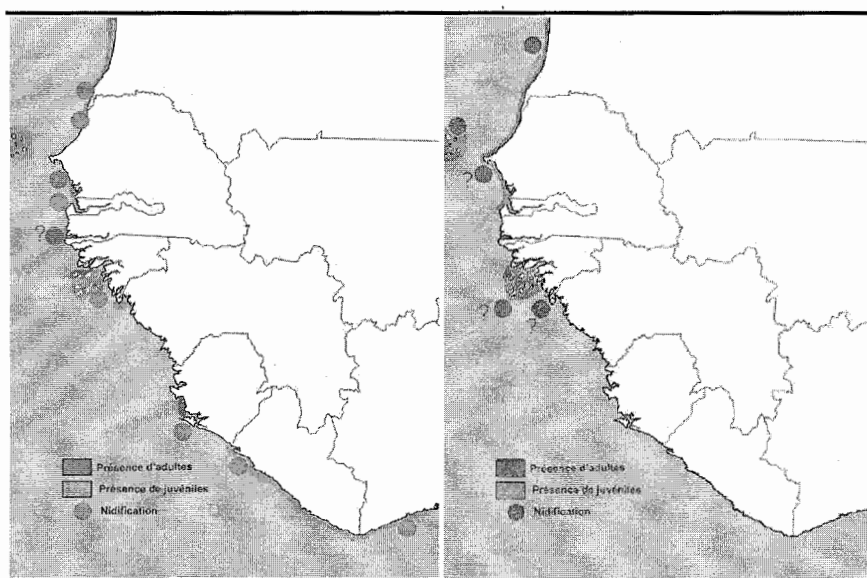 ?
Présence d'adultes
Présence de juvéniles
Nidification
?
?
?
Présence d'adultes
Présence de juvéniles
Nidification